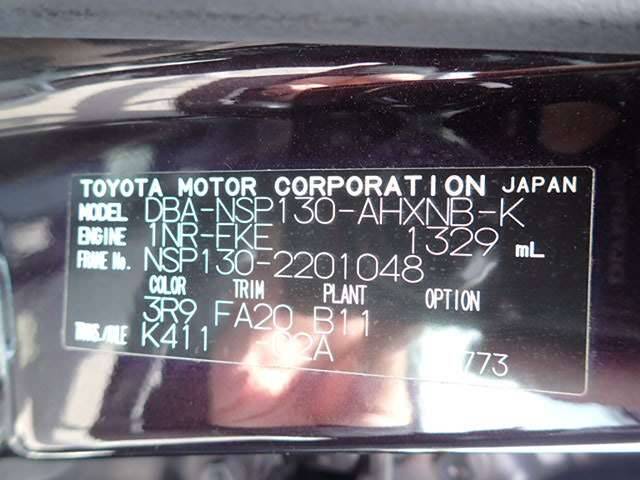 TOYOTA MOTOR CORPORATION JAPAN
MODEL DBA-NSP130-AHXNB-K
ENGINE 1NR-FKE 1329 mL
FRAME No. NSP130-2201048
COLOR TRIM PLANT OPTION
3R9 FA20 B11
TRANS/AXLE K411 -02A 773